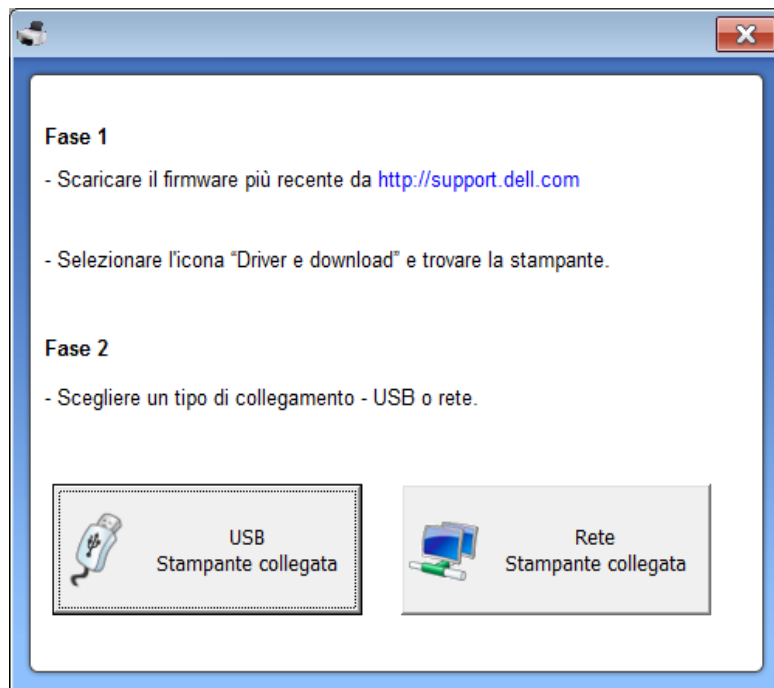 Fase 1
- Scaricare il firmware più recente da http://support.dell.com
- Selezionare l'icona “Driver e download” e trovare la stampante.
Fase 2
- Scegliere un tipo di collegamento - USB o rete.
USB
Stampante collegata
Rete
Stampante collegata